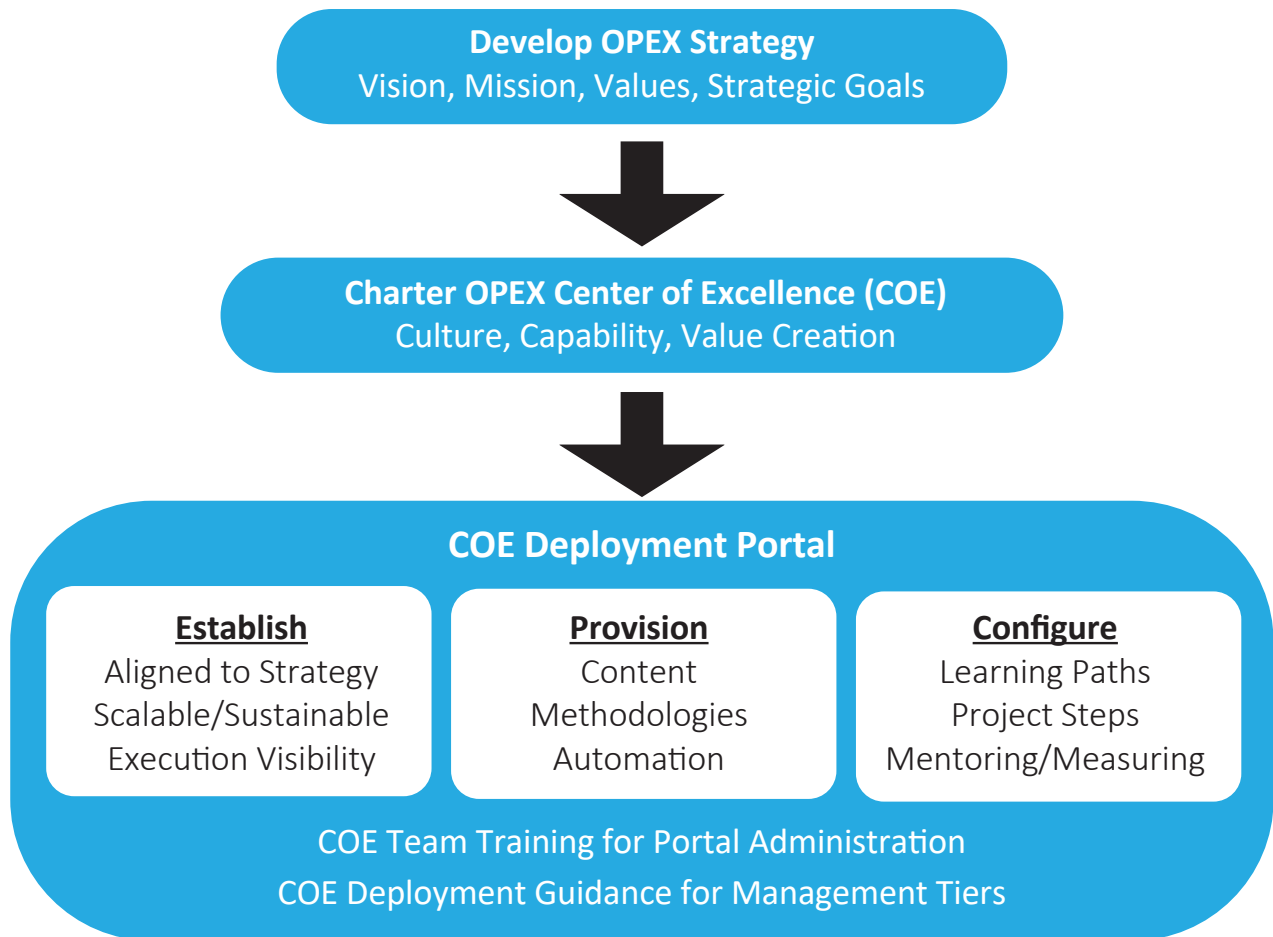 Develop OPEX Strategy
Vision, Mission, Values, Strategic Goals
Charter OPEX Center of Excellence (COE)
Culture, Capability, Value Creation
COE Deployment Portal
Establish
Aligned to Strategy
Scalable/Sustainable
Execution Visibility
Provision
Content
Methodologies
Automation
Configure
Learning Paths
Project Steps
Mentoring/Measuring
COE Team Training for Portal Administration
COE Deployment Guidance for Management Tiers